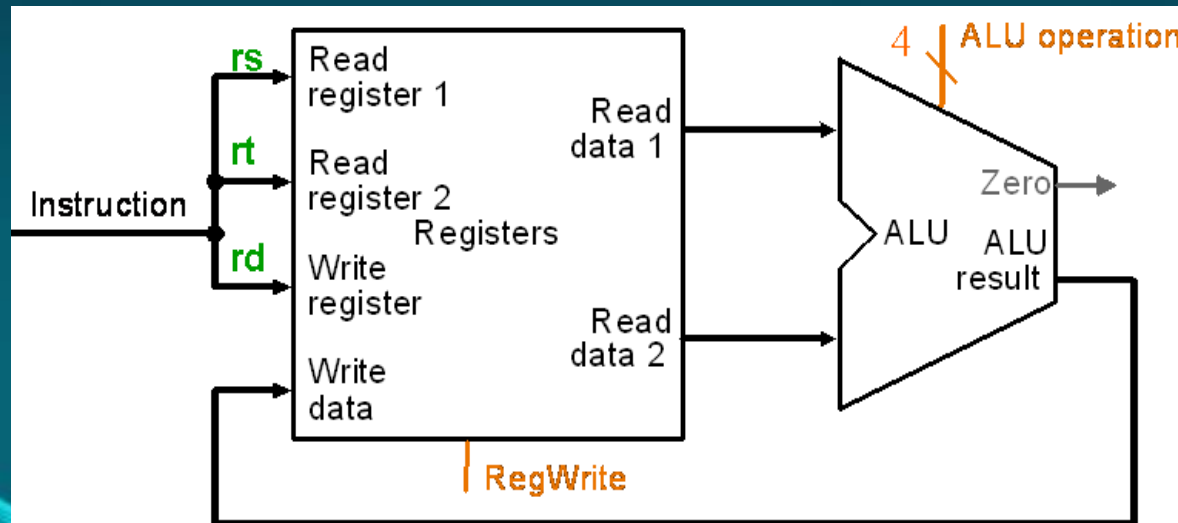 rs
Read
register 1
rt
Read
register 2
Instruction
Registers
rd
Write
register
Write
data
Read
data 1
Read
data 2
RegWrite
4
ALU operation
Zero
ALU
ALU
result